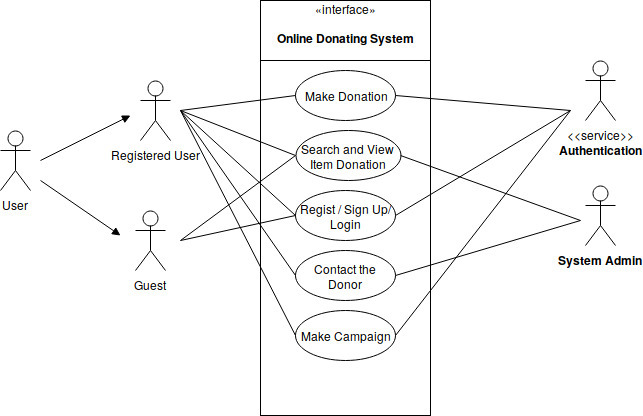 «interface»
Online Donating System
Make Donation
Search and View
Item Donation
Regist / Sign Up/
Login
Contact the
Donor
Make Campaign
User
Registered User
Guest
<<service>>
Authentication
System Admin